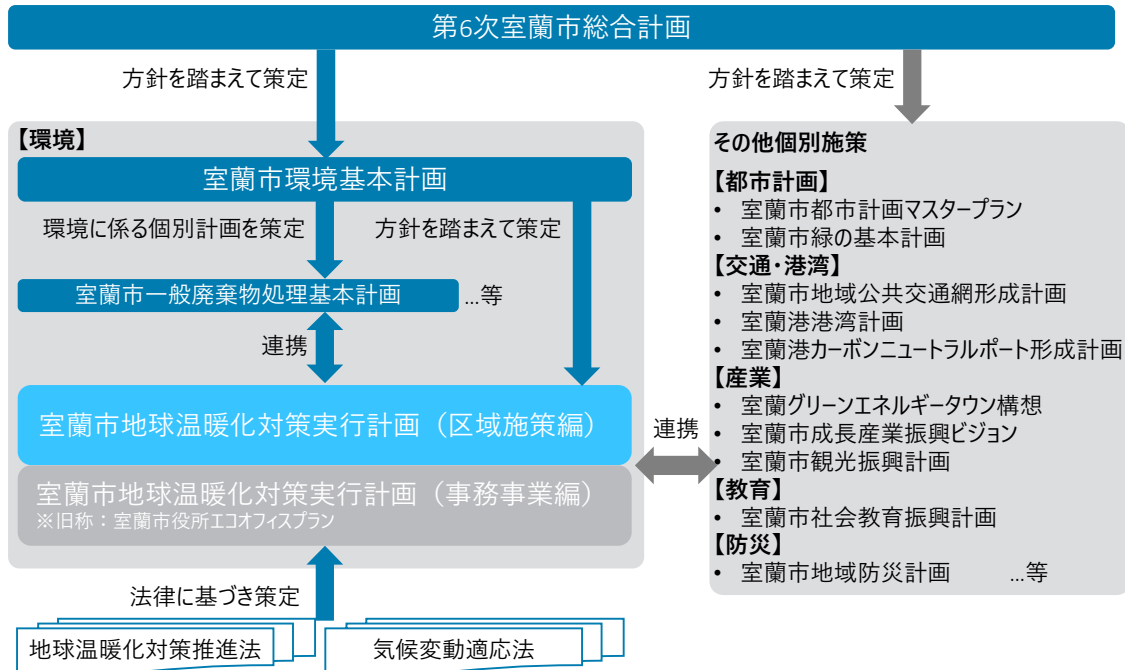 第6次室蘭市総合計画
方針を踏まえて策定
方針を踏まえて策定
【環境】
室蘭市環境基本計画
環境に係る個別計画を策定
方針を踏まえて策定
室蘭市一般廃棄物処理基本計画
...等
連携
室蘭市地球温暖化対策実行計画（区域施策編）
室蘭市地球温暖化対策実行計画（事務事業編）
※旧称：室蘭市役所エコオフィスプラン
法律に基づき策定
地球温暖化対策推進法
気候変動適応法
連携
その他個別施策
【都市計画】
• 室蘭市都市計画マスタープラン
• 室蘭市緑の基本計画
【交通・港湾】
• 室蘭市地域公共交通網形成計画
• 室蘭港港湾計画
• 室蘭港カーボンニュートラルポート形成計画
【産業】
• 室蘭グリーンエネルギータウン構想
• 室蘭市成長産業振興ビジョン
• 室蘭市観光振興計画
【教育】
• 室蘭市社会教育振興計画
【防災】
• 室蘭市地域防災計画 ...等